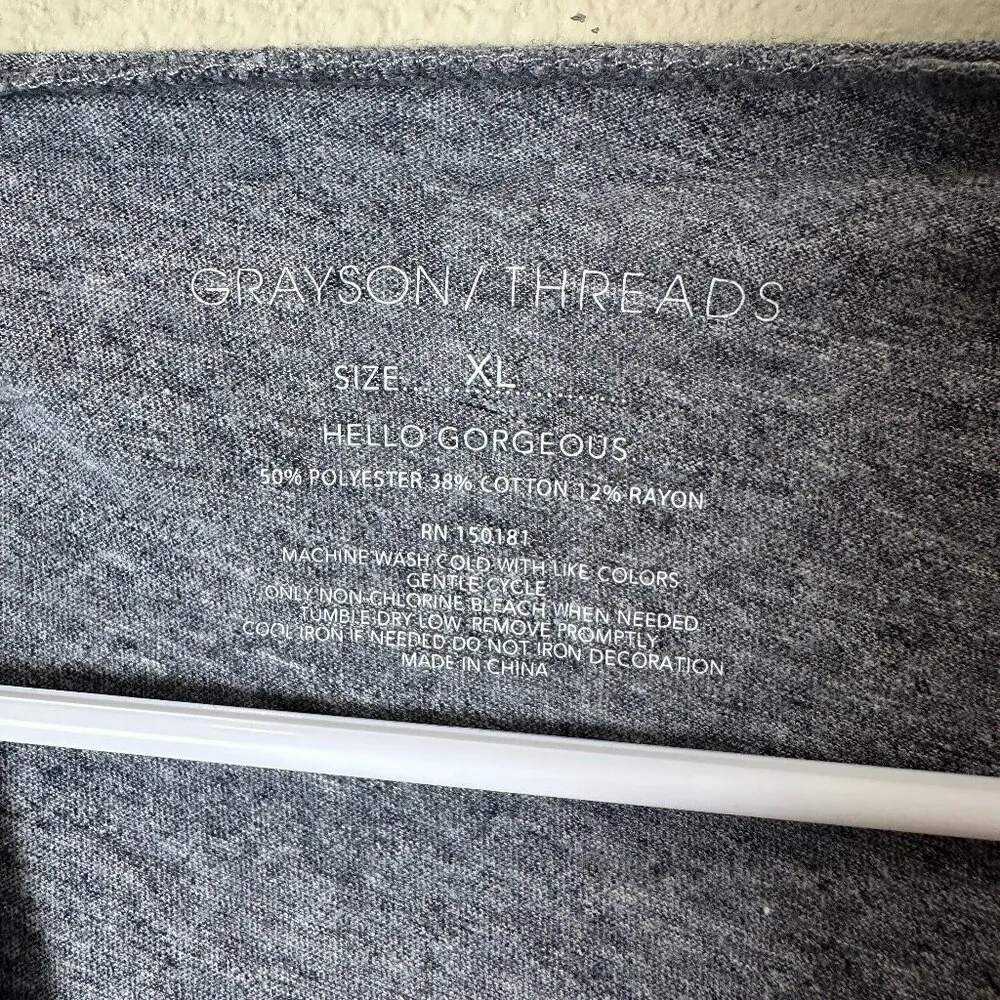 GRAYSON / THREADS
SIZE.....XL............
HELLO GORGEOUS.
50% POLYESTER 38% COTTON 12% RAYON
RN 150181
MACHINE WASH COLD WITH LIKE COLORS
GENTLE CYCLE
ONLY NON-CHLORINE BLEACH WHEN NEEDED
TUMBLE DRY LOW REMOVE PROMPTLY
COOL IRON IF NEEDED DO NOT IRON DECORATION
MADE IN CHINA